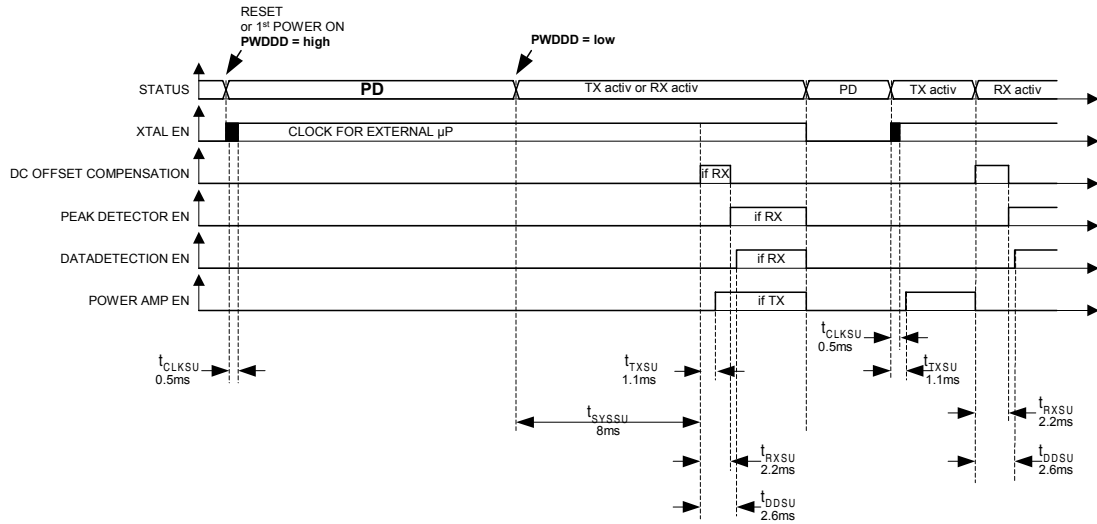 RESET
or 1st POWER ON
PWDDD = high
PWDDD = low
STATUS
PD
TX activ or RX activ
PD
TX activ
RX activ
XTAL EN
CLOCK FOR EXTERNAL µP
DC OFFSET COMPENSATION
if RX
PEAK DETECTOR EN
if RX
DATADETECTION EN
if RX
POWER AMP EN
if TX
tCLKSU
0.5ms
tTXSU
1.1ms
tCLKSU
0.5ms
tTXSU
1.1ms
tSYSSU
8ms
tRXSU
2.2ms
tRXSU
2.2ms
tDDSU
2.6ms
tDDSU
2.6ms